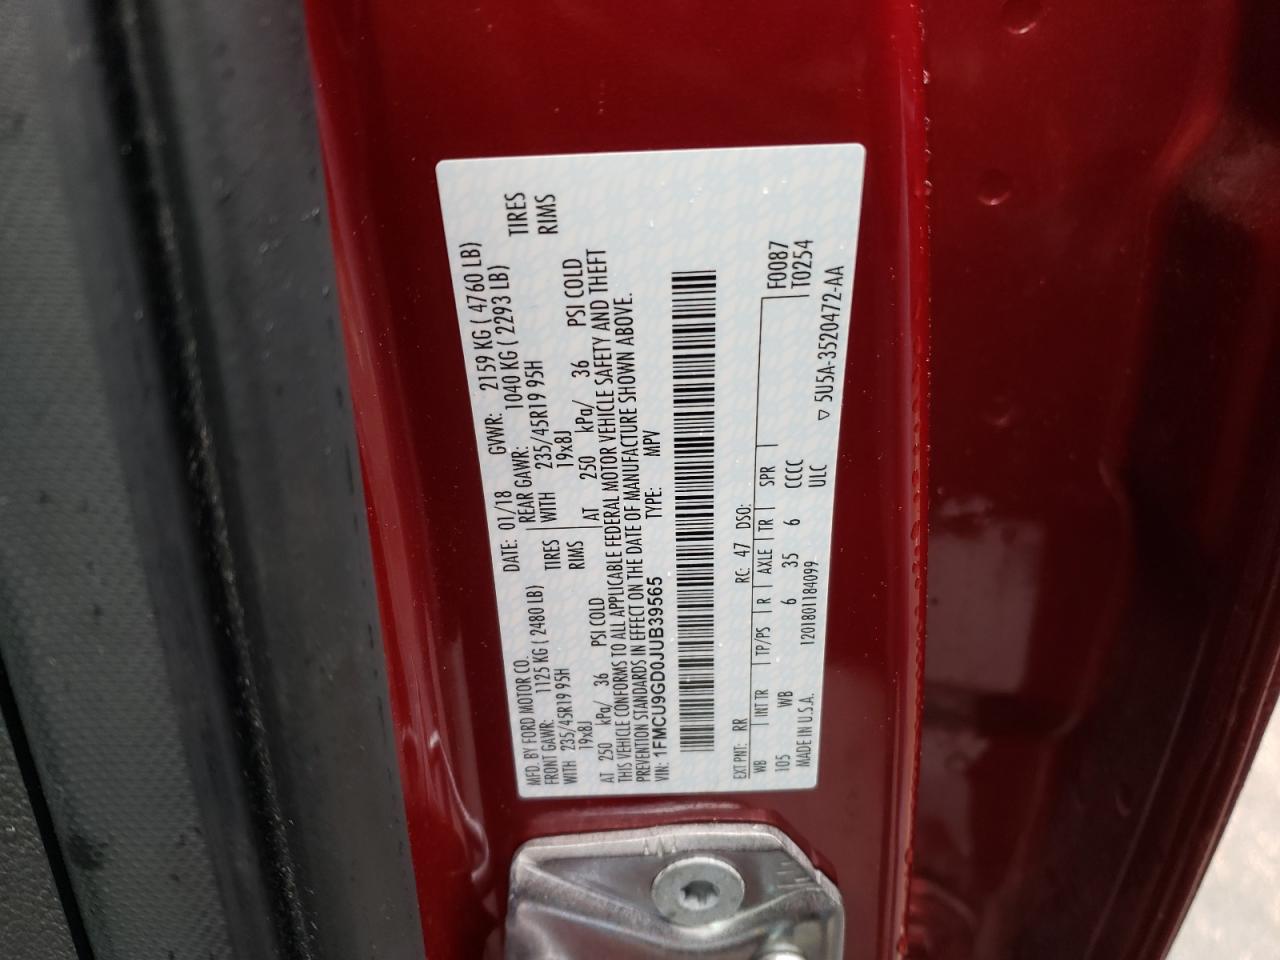 MFD. BY FORD MOTOR CO. DATE: 01/18 GVWR: 2159 KG ( 4760 LB)
FRONT GAWR: 1125 KG ( 2480 LB) REAR GAWR: 1040 KG ( 2293 LB)
WITH 235/45R19 95H TIRES WITH 235/45R19 95H TIRES
19x8J RIMS 19x8J RIMS
AT 250 kPa/ 36 PSI COLD AT 250 kPa/ 36 PSI COLD
THIS VEHICLE CONFORMS TO ALL APPLICABLE FEDERAL MOTOR VEHICLE SAFETY AND THEFT
PREVENTION STANDARDS IN EFFECT ON THE DATE OF MANUFACTURE SHOWN ABOVE.
VIN: 1FMCU9GD0JUB39565 TYPE: MPV
EXT PNT: RR RC: 47 DSO: F0087
WB INT TR TP/PS R AXLE TR SPR T0254
105 WB 6 35 6 CCCC
MADE IN U.S.A. 1201801184099 ULC
▽ 5U5A-3520472-AA